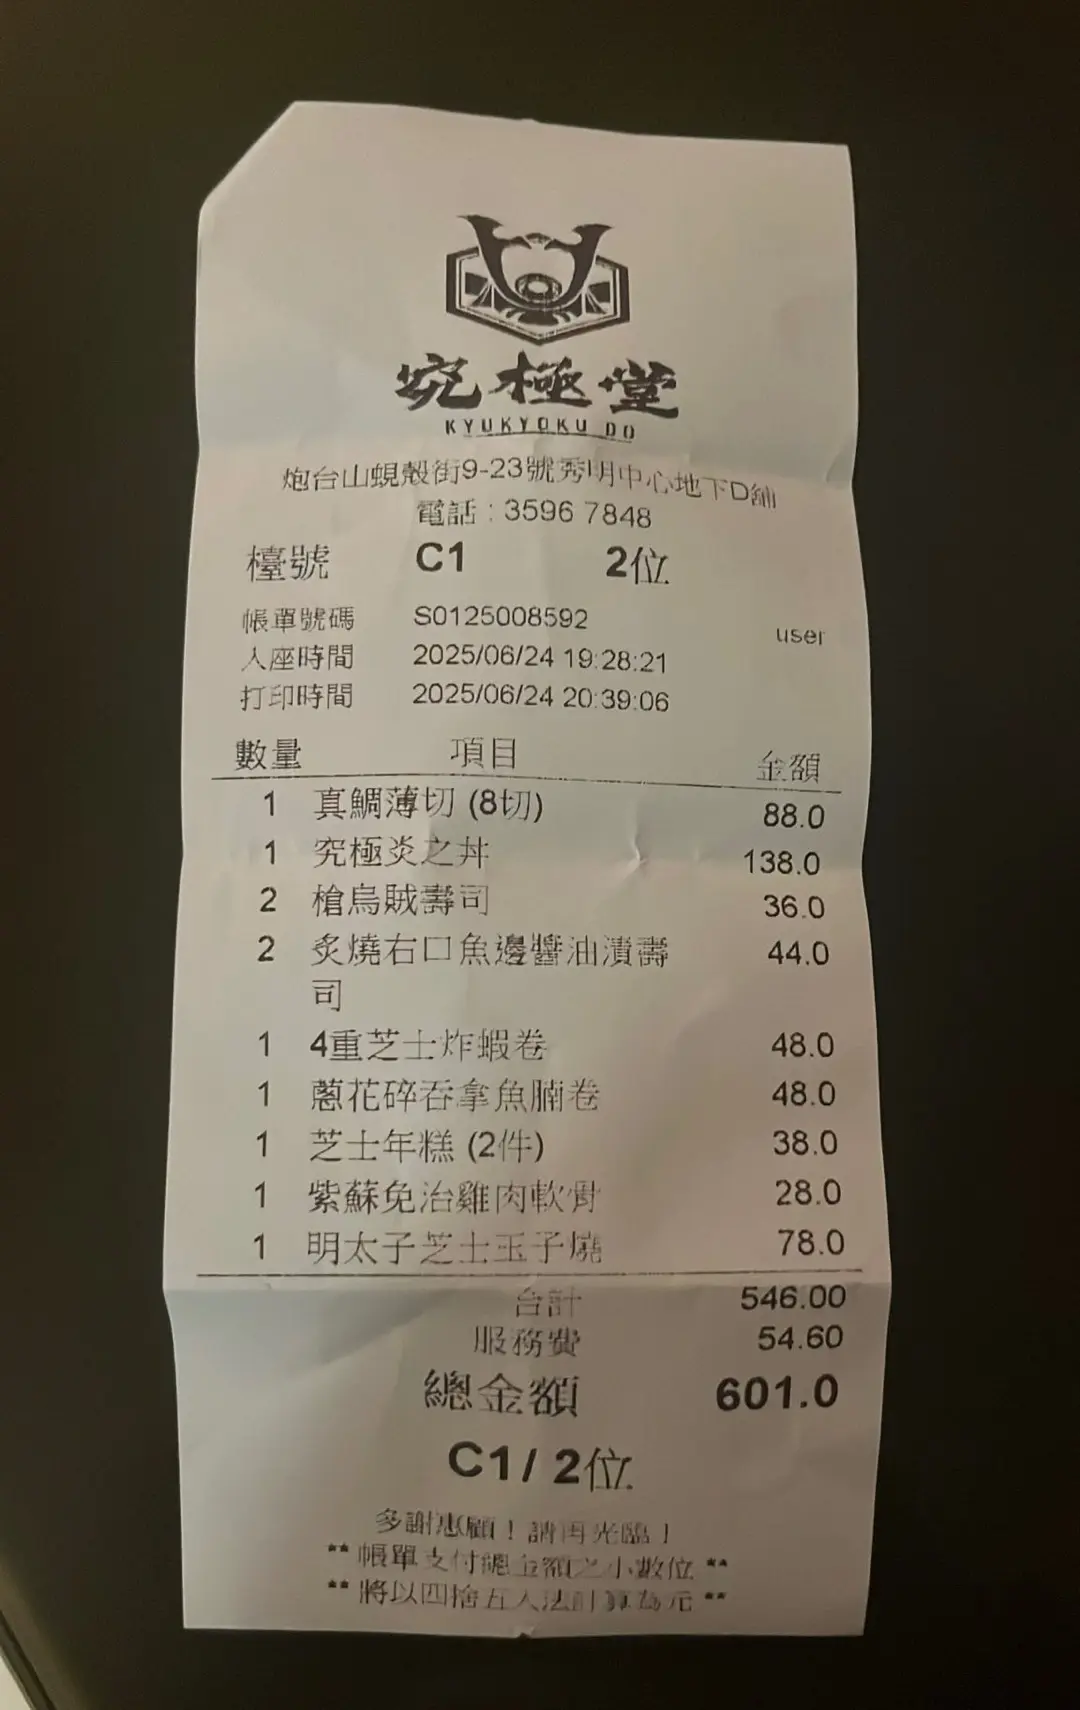 究極堂
KYUKYOKU DO
炮台山蜆殼街9-23號秀明中心地下D舖
電話 : 3596 7848
檯號 C1 2位
帳單號碼 S0125008592 user
入座時間 2025/06/24 19:28:21
打印時間 2025/06/24 20:39:06
數量 項目 金額
1 真鯛薄切 (8切) 88.0
1 究極炎之丼 138.0
2 槍烏賊壽司 36.0
2 炙燒右口魚邊醬油漬壽 44.0
司
1 4重芝士炸蝦卷 48.0
1 蔥花碎吞拿魚腩卷 48.0
1 芝士年糕 (2件) 38.0
1 紫蘇免治雞肉軟骨 28.0
1 明太子芝士玉子燒 78.0
合計 546.00
服務費 54.60
總金額 601.0
C1/ 2位
多謝惠顧！請再光臨！
** 帳單支付總金額之小數位 **
** 將以四捨五入法計算為元 **